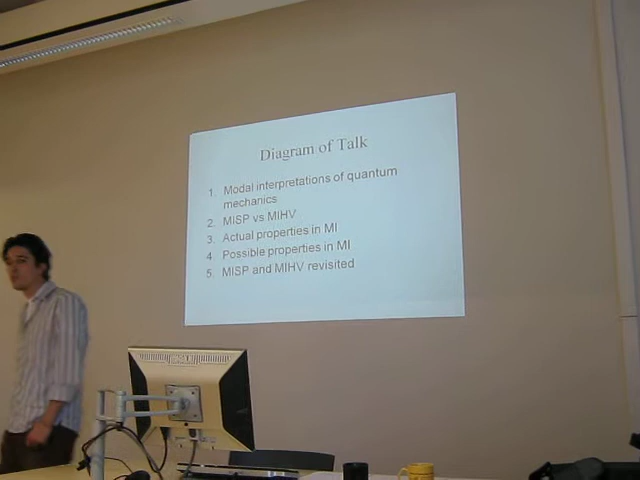 Diagram of Talk
1. Modal interpretations of quantum
mechanics
2. MISP vs MIHV
3. Actual properties in MI
4. Possible properties in MI
5. MISP and MIHV revisited